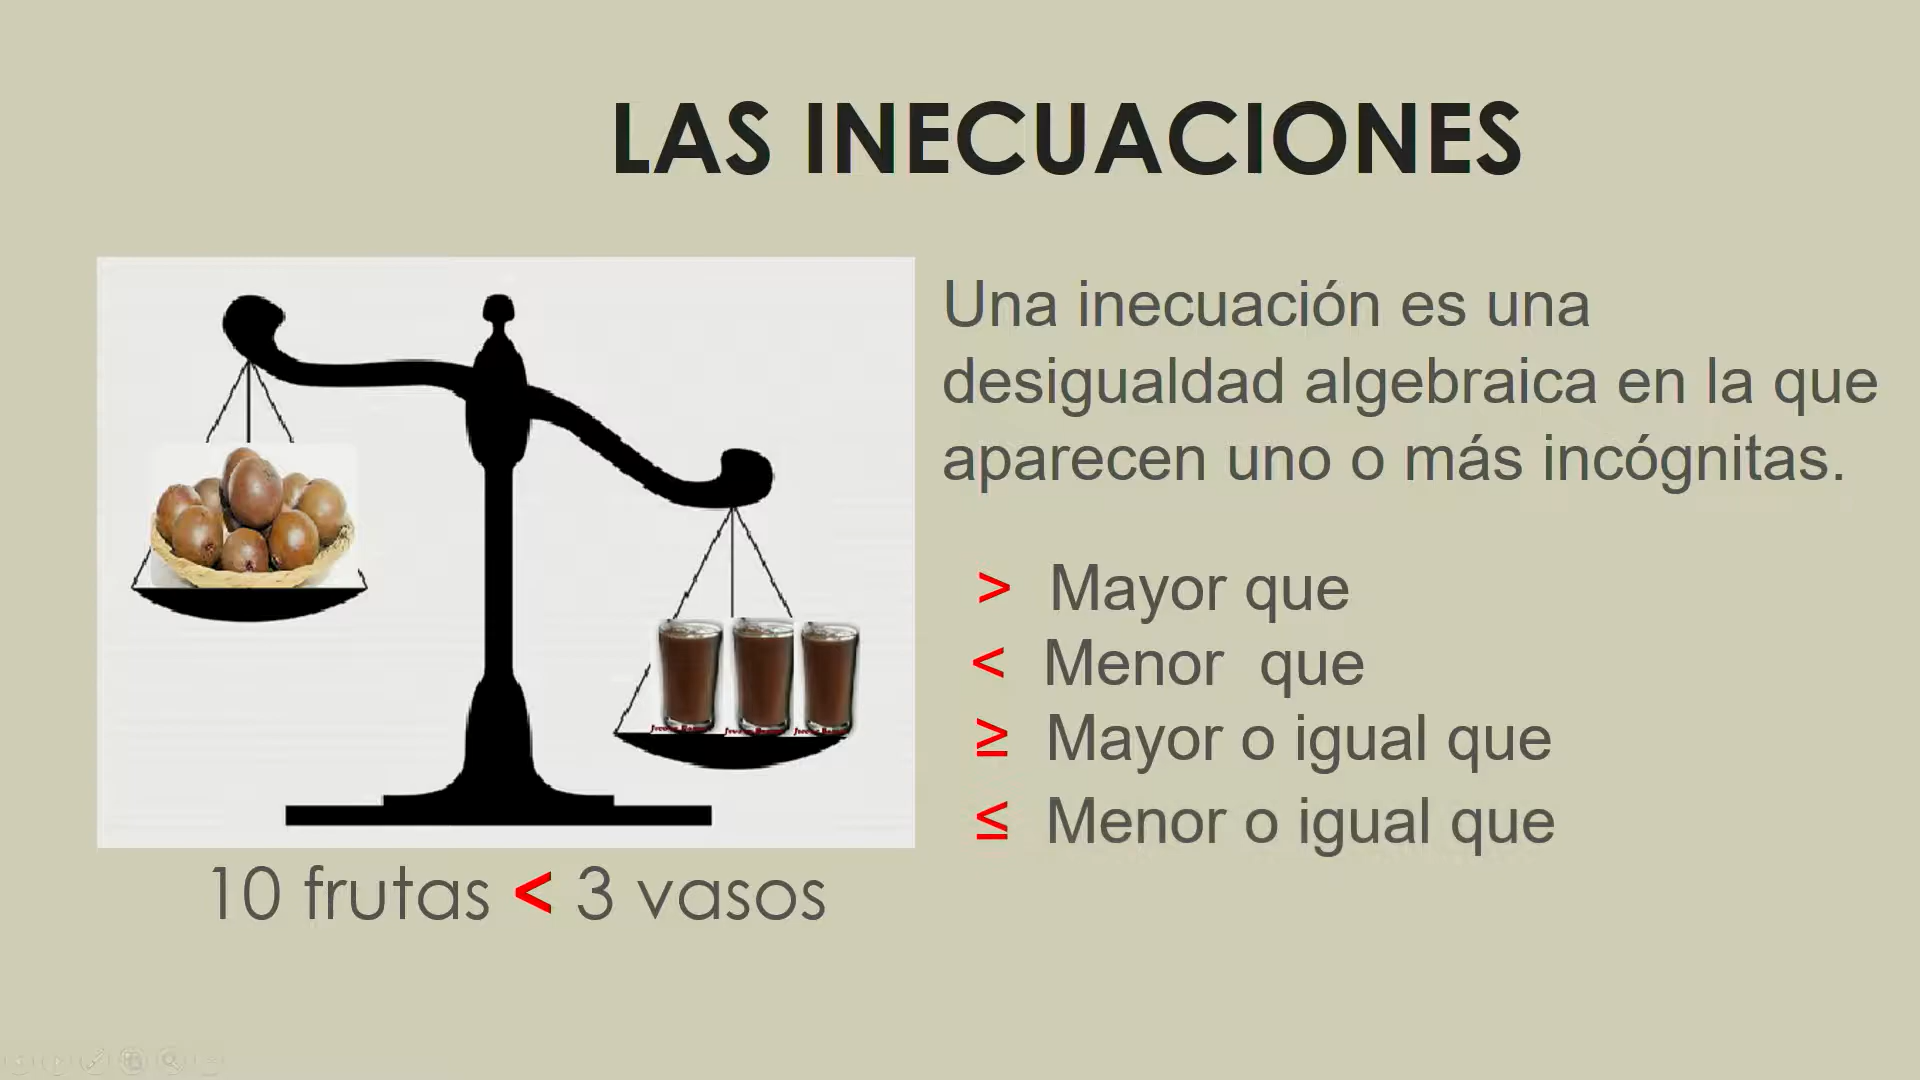 LAS INECUACIONES
Una inecuación es una
desigualdad algebraica en la que
aparecen uno o más incógnitas.
> Mayor que
< Menor que
≥ Mayor o igual que
≤ Menor o igual que
10 frutas < 3 vasos